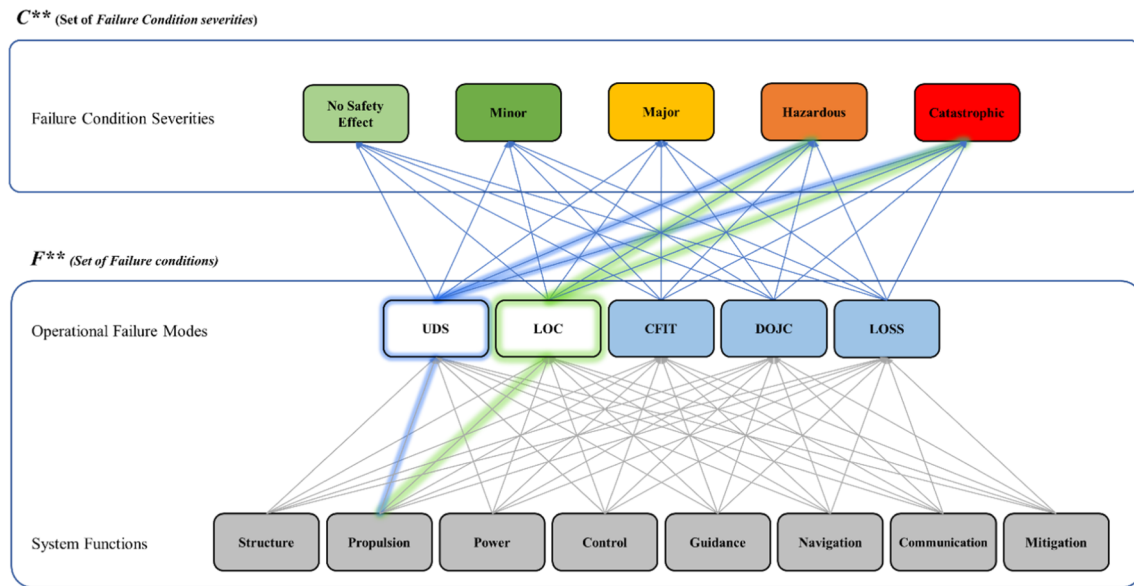 C** (Set of Failure Condition severities)
Failure Condition Severities
No Safety
Effect
Minor
Major
Hazardous
Catastrophic
F** (Set of Failure conditions)
Operational Failure Modes
UDS
LOC
CFIT
DOJC
LOSS
System Functions
Structure
Propulsion
Power
Control
Guidance
Navigation
Communication
Mitigation